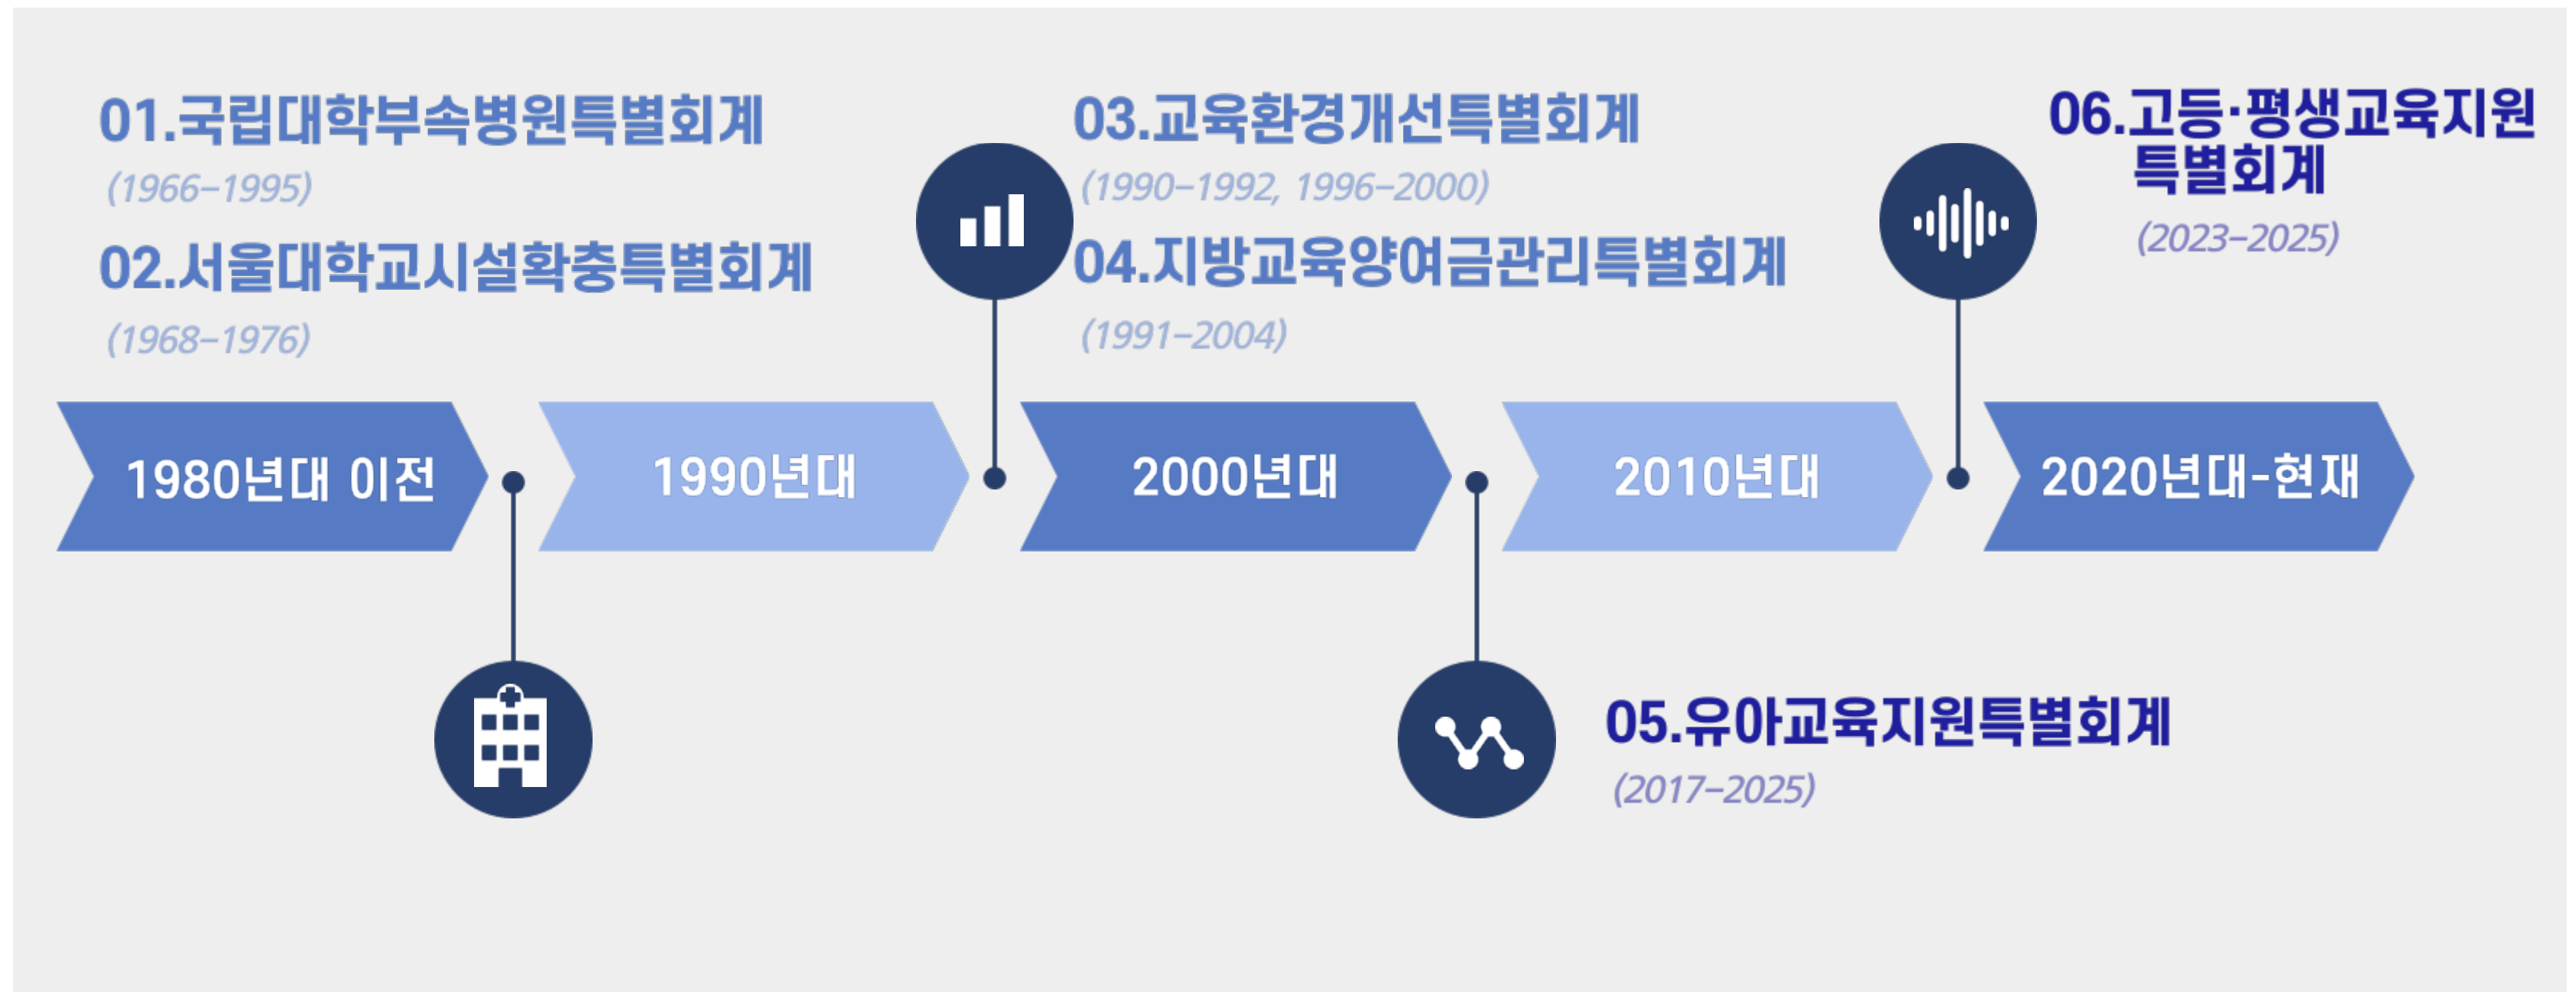 01.국립대학부속병원특별회계
(1966-1995)
02.서울대학교시설확충특별회계
(1968-1976)
03.교육환경개선특별회계
(1990-1992, 1996-2000)
04.지방교육양여금관리특별회계
(1991-2004)
06.고등·평생교육지원
특별회계
(2023-2025)
1980년대 이전
1990년대
2000년대
2010년대
2020년대-현재
05.유아교육지원특별회계
(2017-2025)